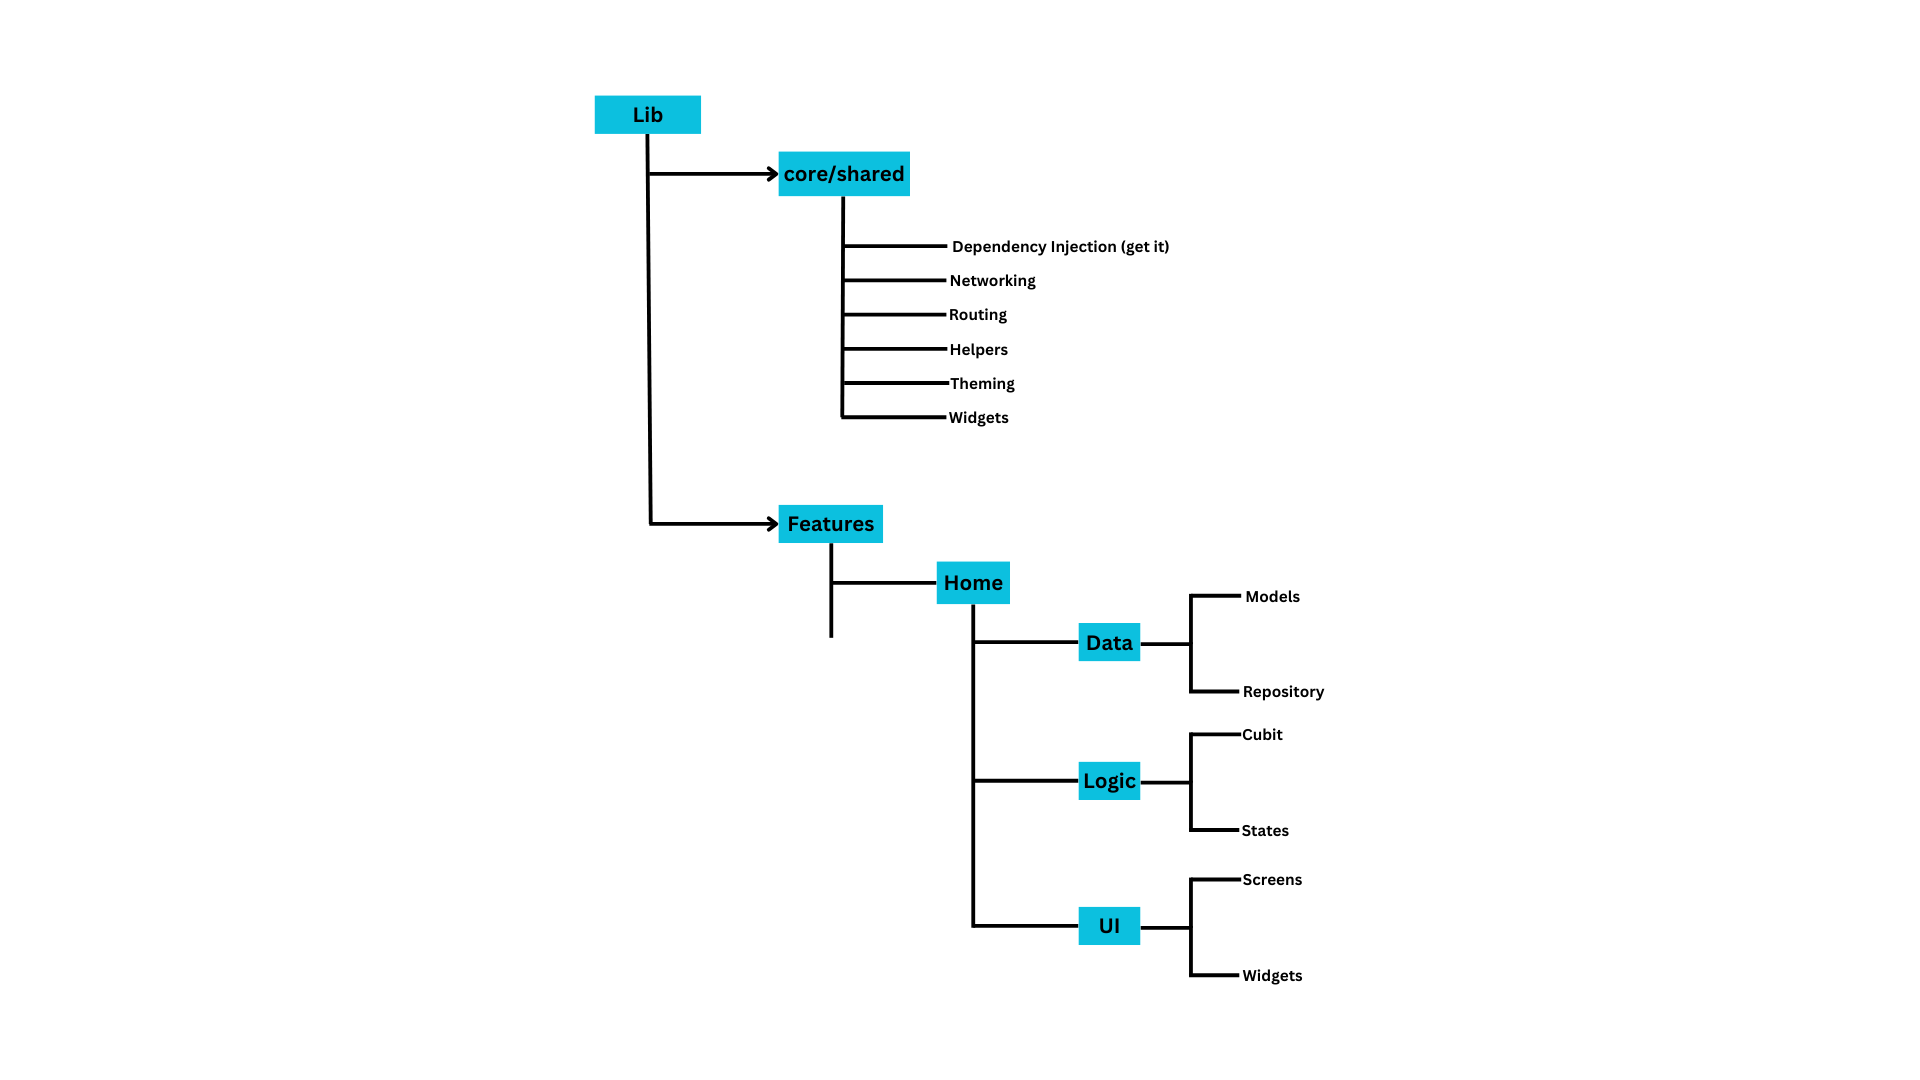 Lib
core/shared
Dependency Injection (get it)
Networking
Routing
Helpers
Theming
Widgets
Features
Home
Data
Models
Repository
Logic
Cubit
States
UI
Screens
Widgets